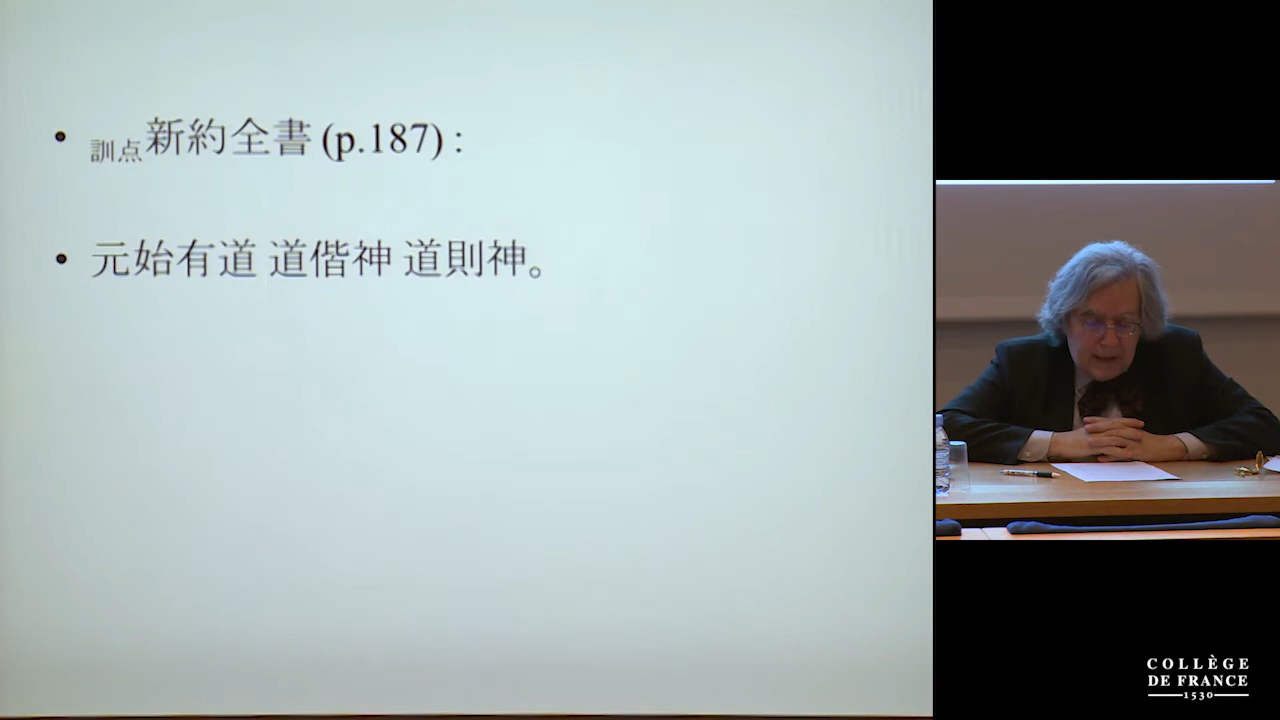 • 訓点新約全書 (p.187) :
• 元始有道 道偕神 道則神。
COLLÈGE
DE FRANCE
1530